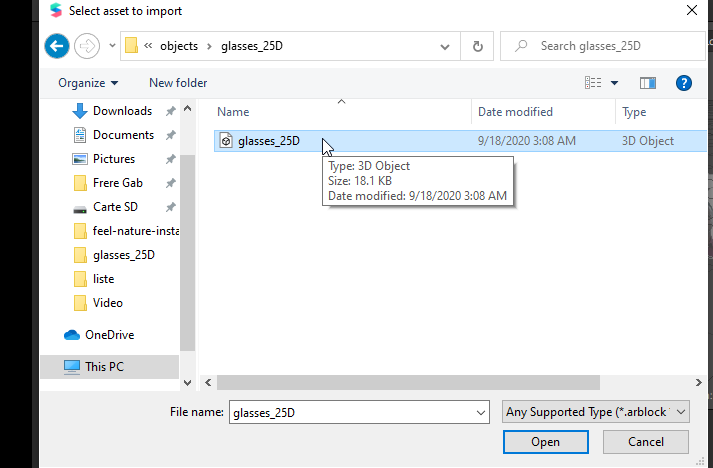 Select asset to import
« objects › glasses_25D
Search glasses_25D
Organize
New folder
Name
Date modified
Type
Downloads
Documents
Pictures
Frere Gab
Carte SD
feel-nature-insta
glasses_25D
liste
Video
OneDrive
This PC
glasses_25D 9/18/2020 3:08 AM 3D Object
Type: 3D Object
Size: 18.1 KB
Date modified: 9/18/2020 3:08 AM
File name: glasses_25D
Any Supported Type (*.arblock
Open
Cancel